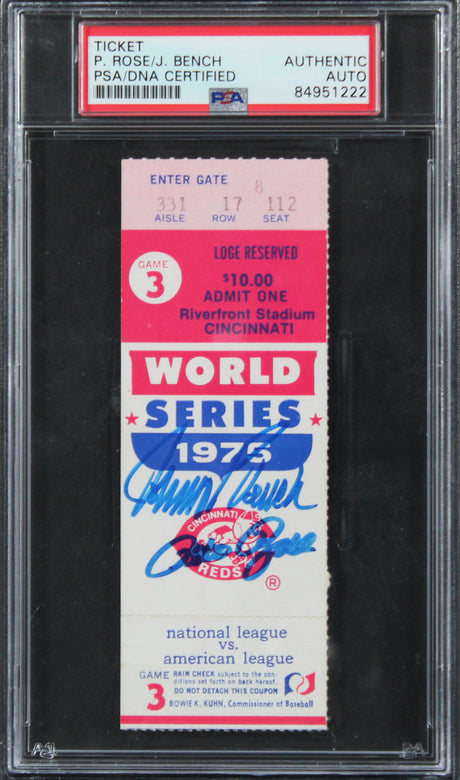 TICKET
P. ROSE/J. BENCH AUTHENTIC
PSA/DNA CERTIFIED AUTO
84951222
PSA
ENTER GATE 8
331 17 112
AISLE ROW SEAT
LOGE RESERVED
GAME
3
$10.00
ADMIT ONE
Riverfront Stadium
CINCINNATI
WORLD
SERIES
1975
Johnny Bench
CINCINNATI
Pete Rose
REDS
®
national league
vs.
american league
GAME
3
RAIN CHECK subject to the con-
ditions set forth on back hereof.
DO NOT DETACH THIS COUPON
BOWIE K. KUHN, Commissioner of Baseball